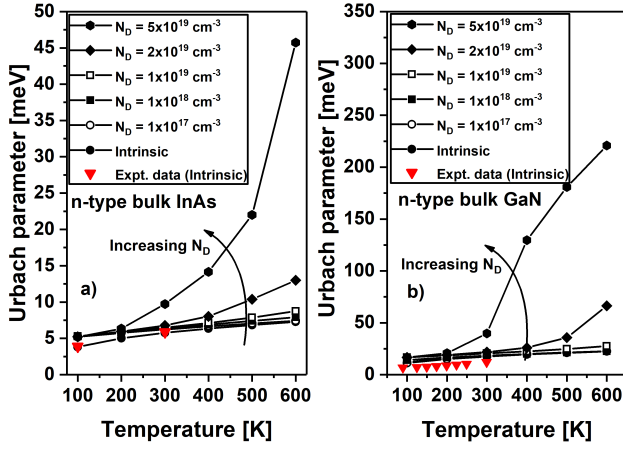 Urbach parameter [meV]
50
45
40
35
30
25
20
15
10
5
0
N_D = 5x10^19 cm^-3
N_D = 2x10^19 cm^-3
N_D = 1x10^19 cm^-3
N_D = 1x10^18 cm^-3
N_D = 1x10^17 cm^-3
Intrinsic
Expt. data (Intrinsic)
n-type bulk InAs
Increasing N_D
a)
100 200 300 400 500 600
Temperature [K]
Urbach parameter [meV]
350
300
250
200
150
100
50
0
N_D = 5x10^19 cm^-3
N_D = 2x10^19 cm^-3
N_D = 1x10^19 cm^-3
N_D = 1x10^18 cm^-3
N_D = 1x10^17 cm^-3
Intrinsic
Expt. data (Intrinsic)
n-type bulk GaN
Increasing N_D
b)
100 200 300 400 500 600
Temperature [K]